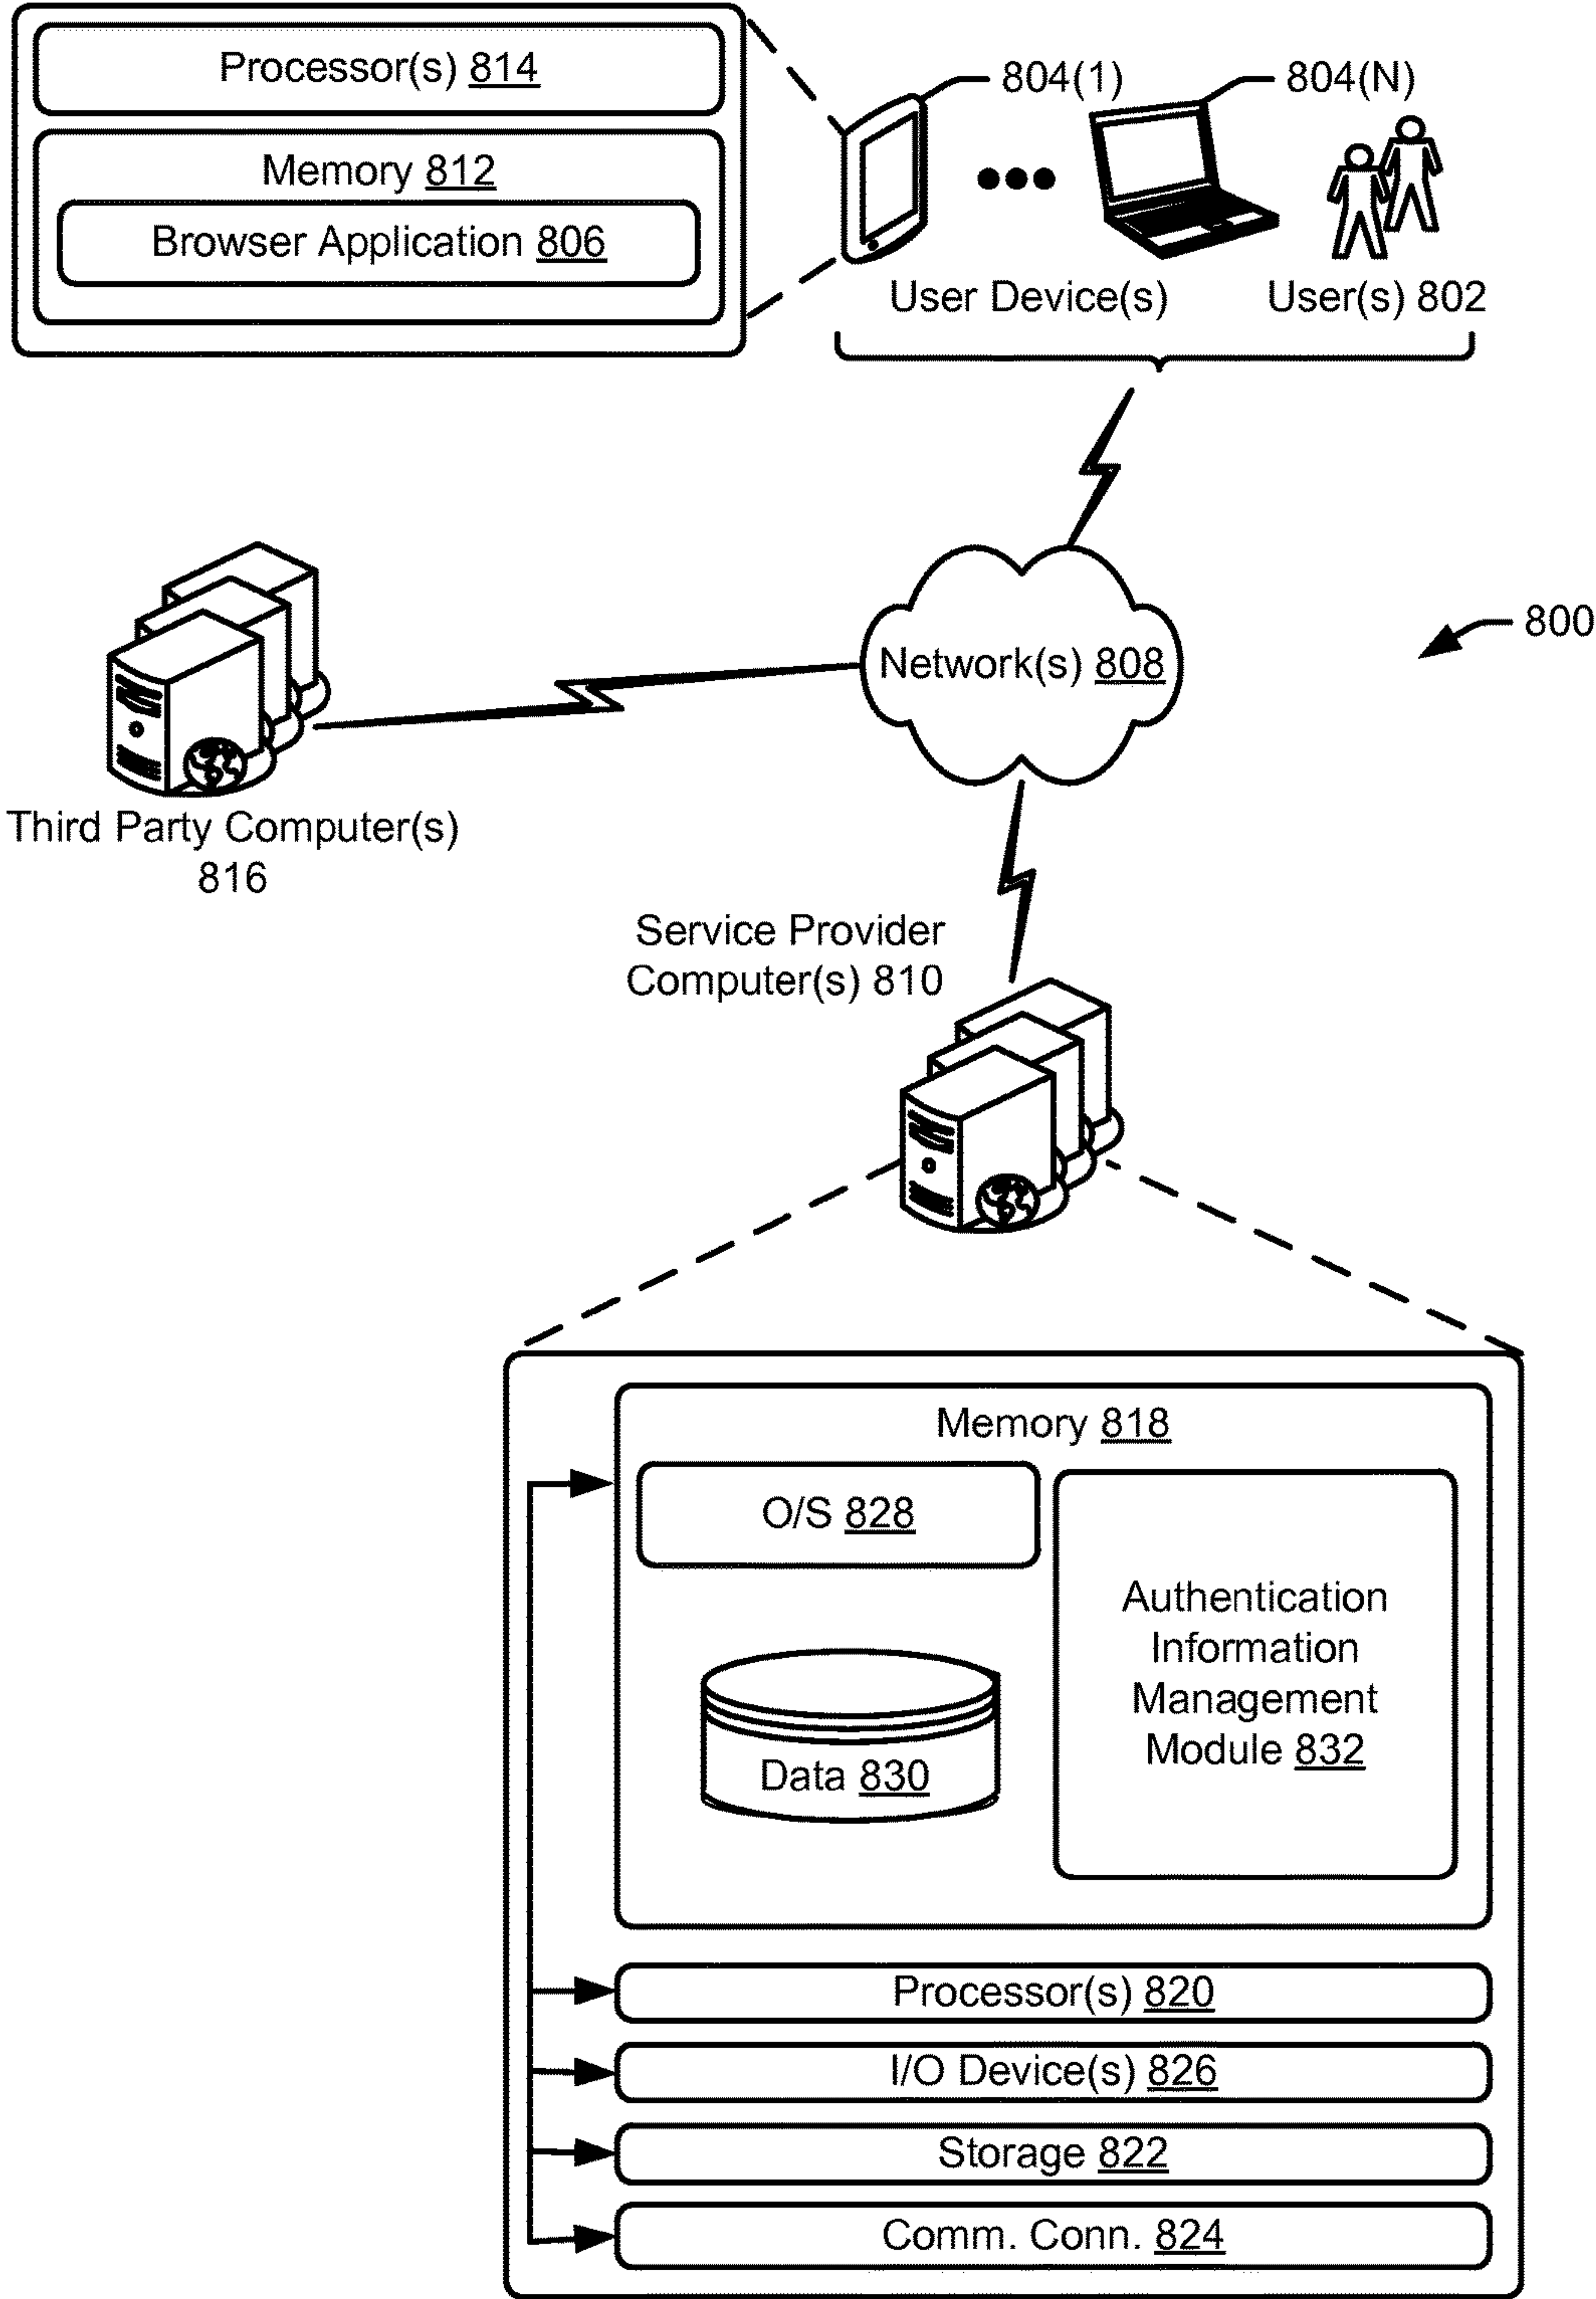 Processor(s) 814
Memory 812
Browser Application 806
804(1)
804(N)
User Device(s)
User(s) 802
800
Network(s) 808
Third Party Computer(s)
816
Service Provider
Computer(s) 810
Memory 818
O/S 828
Data 830
Authentication
Information
Management
Module 832
Processor(s) 820
I/O Device(s) 826
Storage 822
Comm. Conn. 824